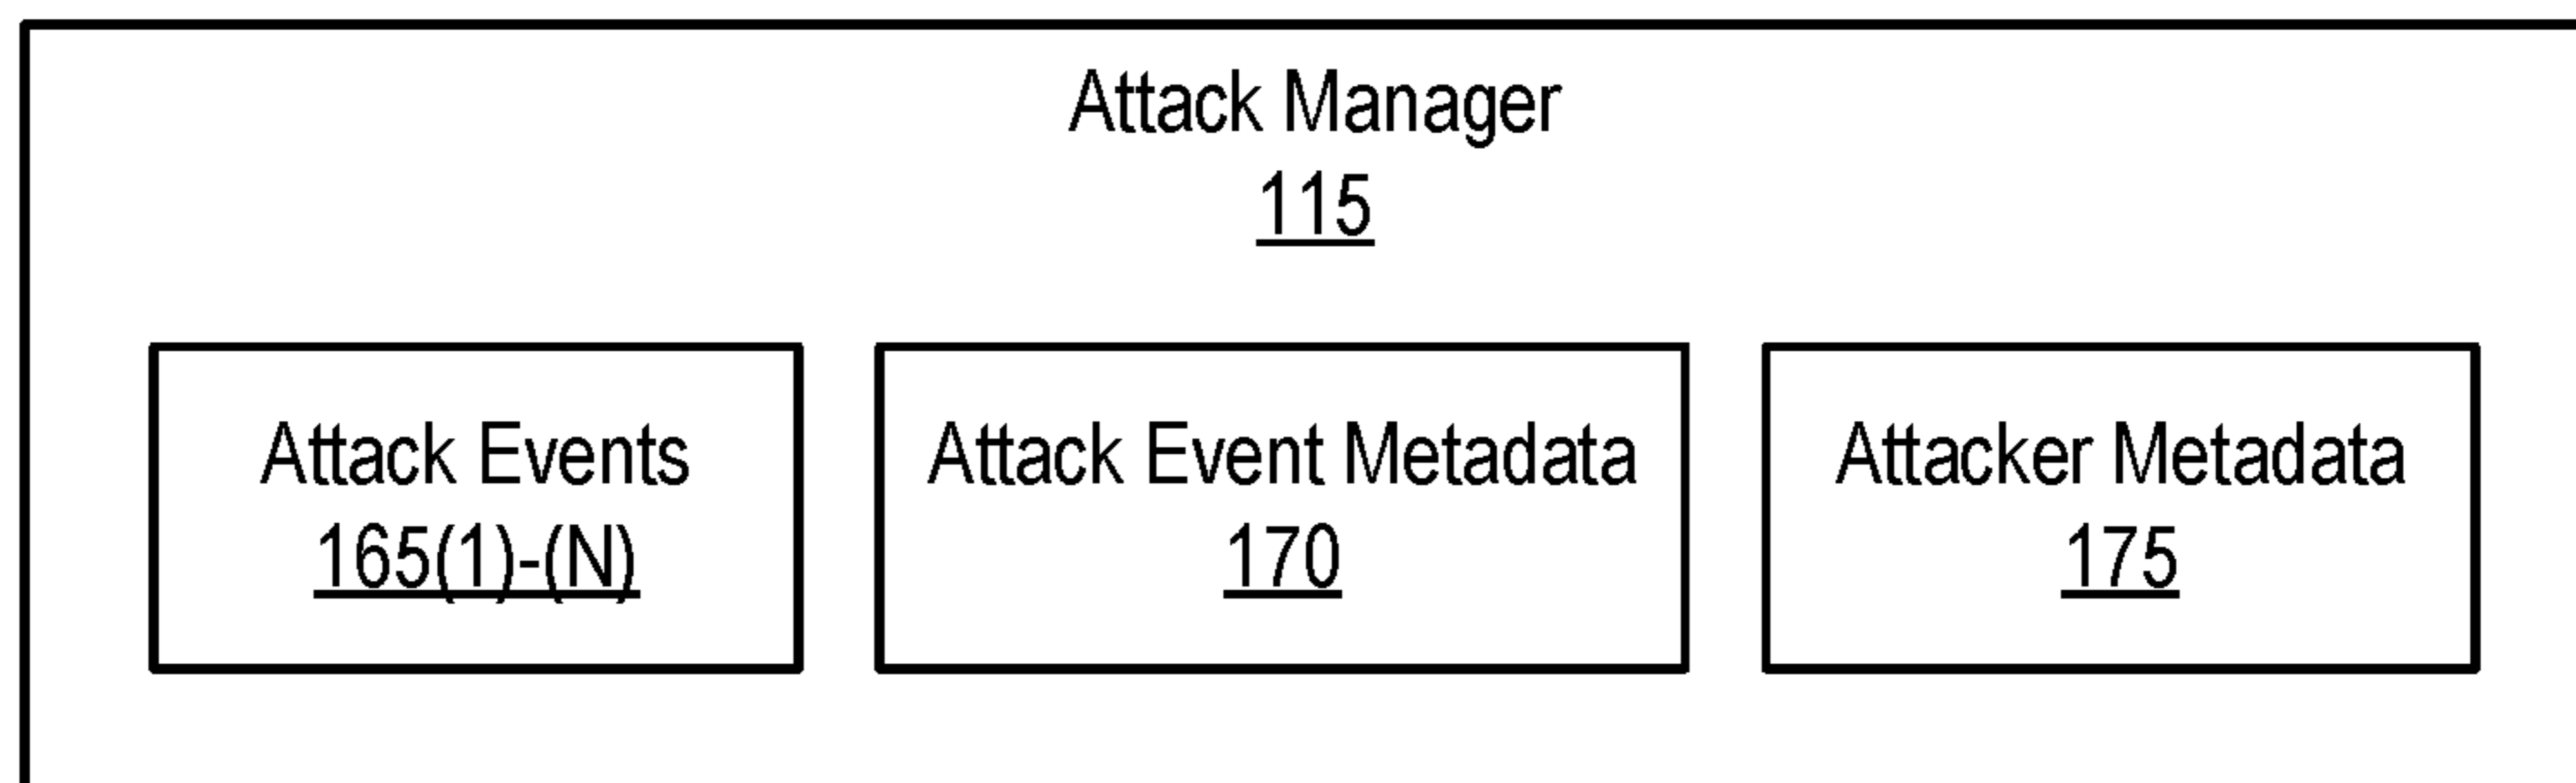 Attack Manager
115
Attack Events
165(1)-(N)
Attack Event Metadata
170
Attacker Metadata
175